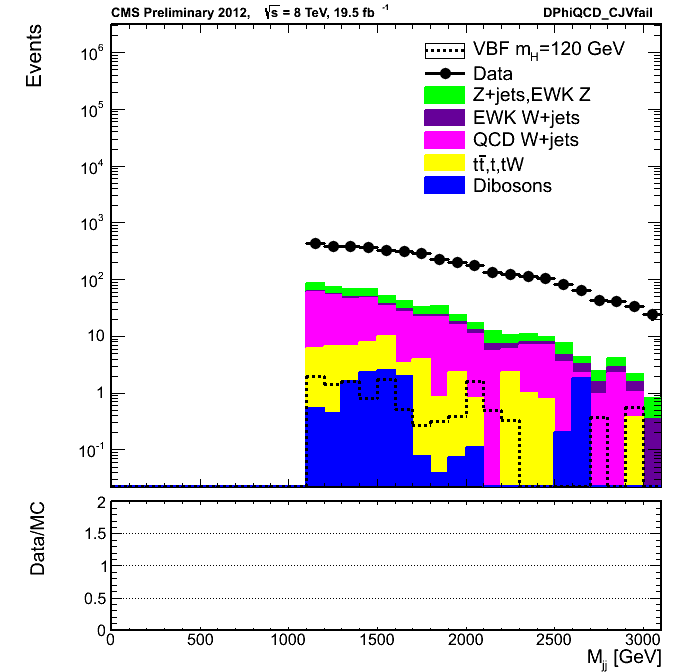 CMS Preliminary 2012, √s = 8 TeV, 19.5 fb⁻¹ DPhiQCD_CJVfail
Events
10⁶
10⁵
10⁴
10³
10²
10
1
10⁻¹
VBF m_H=120 GeV
Data
Z+jets,EWK Z
EWK W+jets
QCD W+jets
tt̄,t,tW
Dibosons
Data/MC
2
1.5
1
0.5
0
0 500 1000 1500 2000 2500 3000
M_jj [GeV]